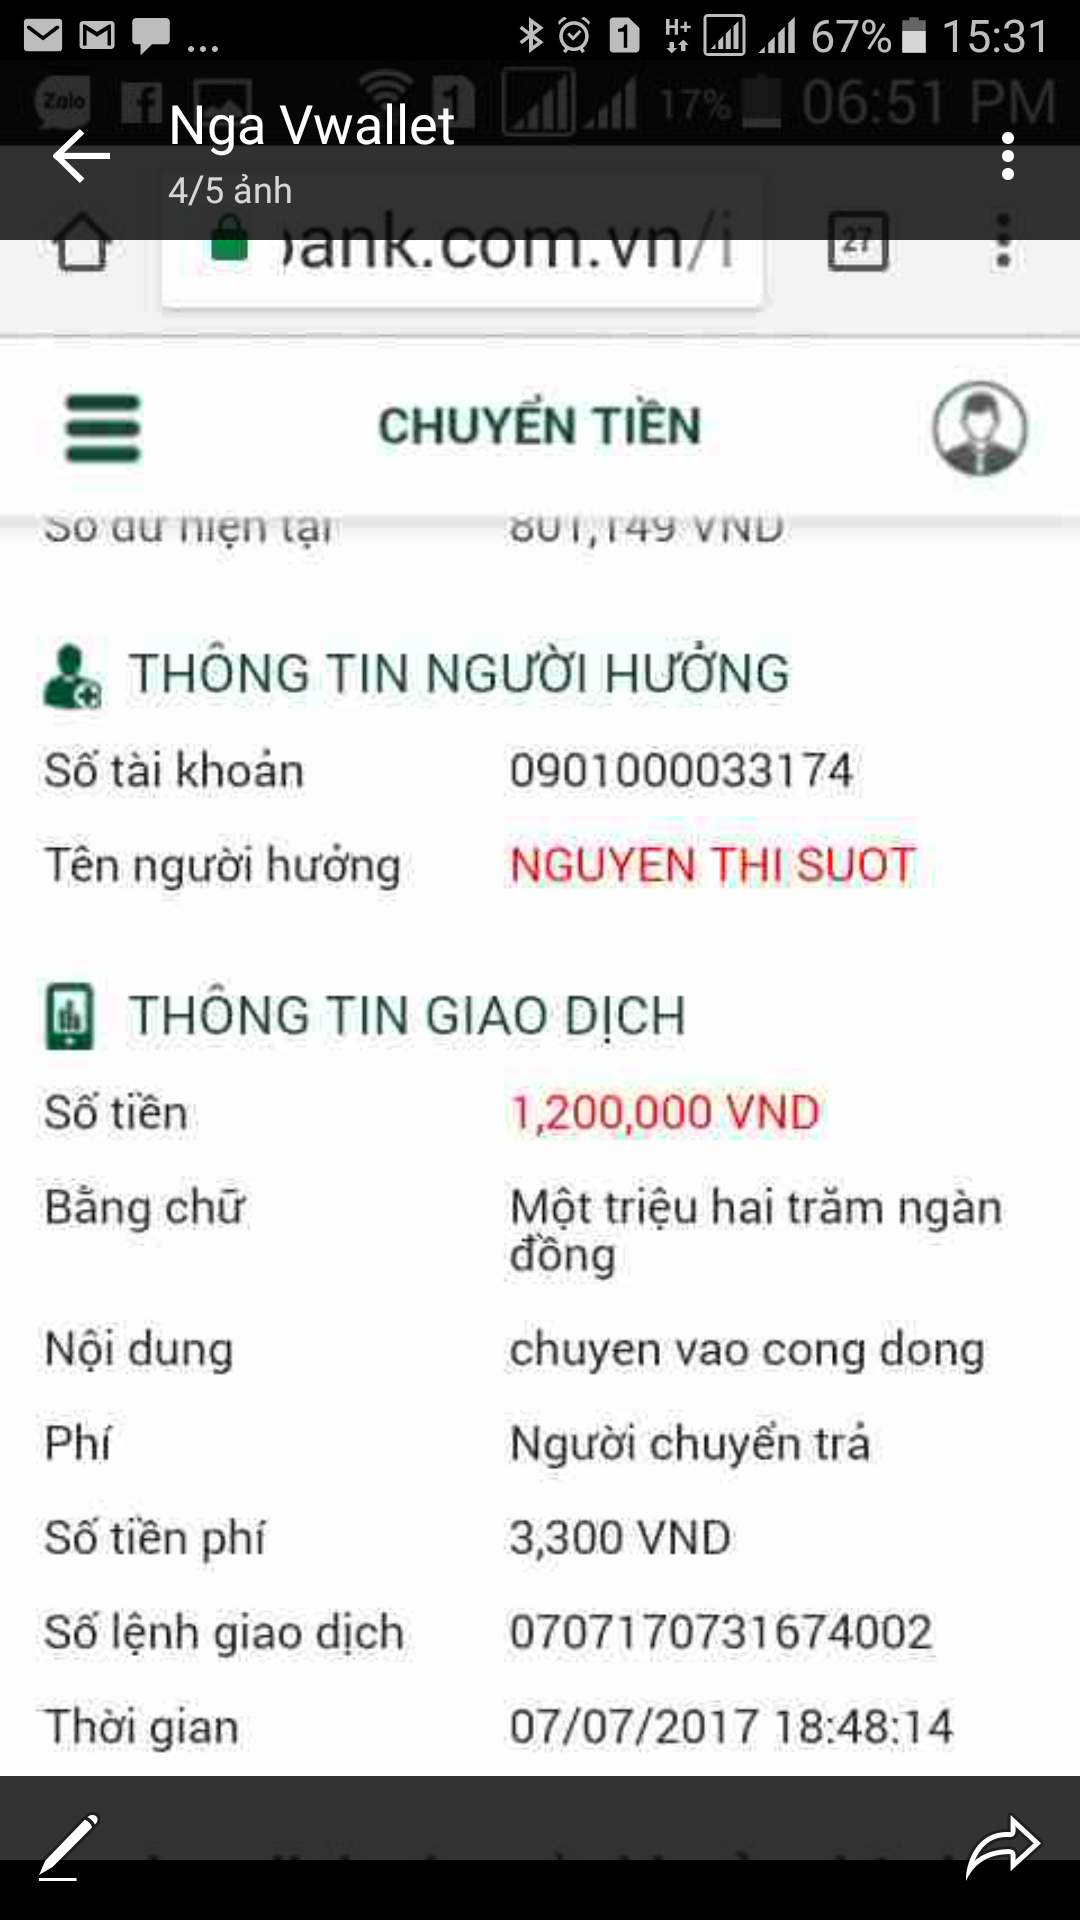 67% 15:31
Zalo 17% 06:51 PM
Nga Vwallet
4/5 ảnh
ank.com.vn/i 27
CHUYỂN TIỀN
Số dư hiện tại 801,149 VND
THÔNG TIN NGƯỜI HƯỞNG
Số tài khoản 0901000033174
Tên người hưởng NGUYEN THI SUOT
THÔNG TIN GIAO DỊCH
Số tiền 1,200,000 VND
Bằng chữ Một triệu hai trăm ngàn
đồng
Nội dung chuyen vao cong dong
Phí Người chuyển trả
Số tiền phí 3,300 VND
Số lệnh giao dịch 0707170731674002
Thời gian 07/07/2017 18:48:14